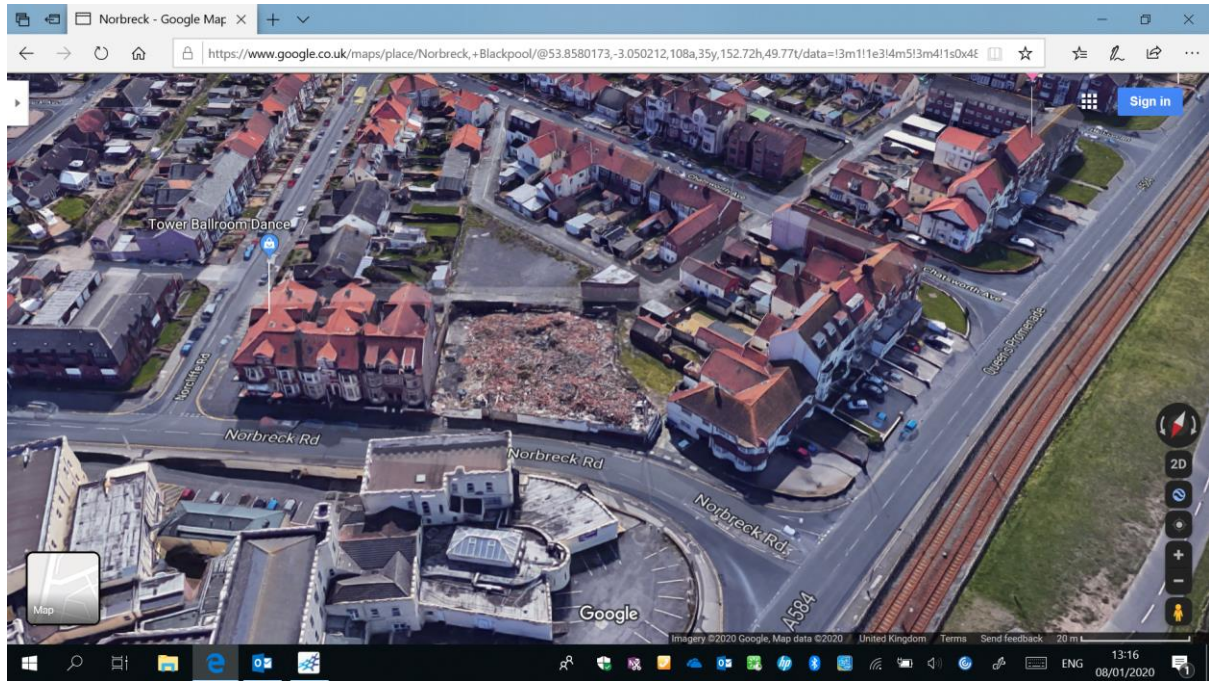 Norbreck - Google Map
https://www.google.co.uk/maps/place/Norbreck,+Blackpool/@53.8580173,-3.050212,108a,35y,152.72h,49.77t/data=!3m1!1e3!4m5!3m4!1s0x48
Sign in
Chatsworth Ave
Tower Ballroom Dance
Chatsworth Ave
Queen's Promenade
Norcliffe Rd
Norbreck Rd
Norbreck Rd
2D
Norbreck Rd
Map
Google
A584
Imagery ©2020 Google, Map data ©2020 United Kingdom Terms Send feedback 20 m
ENG
13:16
08/01/2020